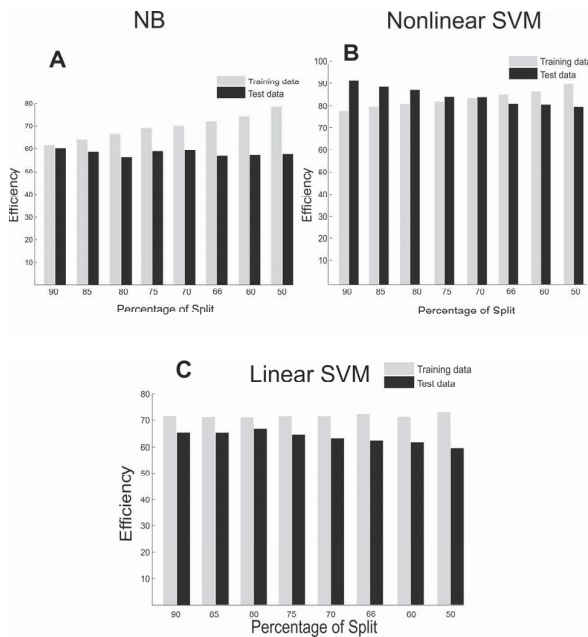 NB
A
Training data
Test data
Efficiency
80
70
60
50
40
30
20
10
90 85 80 75 70 66 60 50
Percentage of Split
Nonlinear SVM
B
Training data
Test data
Efficiency
100
90
80
70
60
50
40
30
20
10
90 85 80 75 70 66 60 50
Percentage of Split
C
Linear SVM
Training data
Test data
Efficiency
80
70
60
50
40
30
20
10
90 85 80 75 70 66 60 50
Percentage of Split